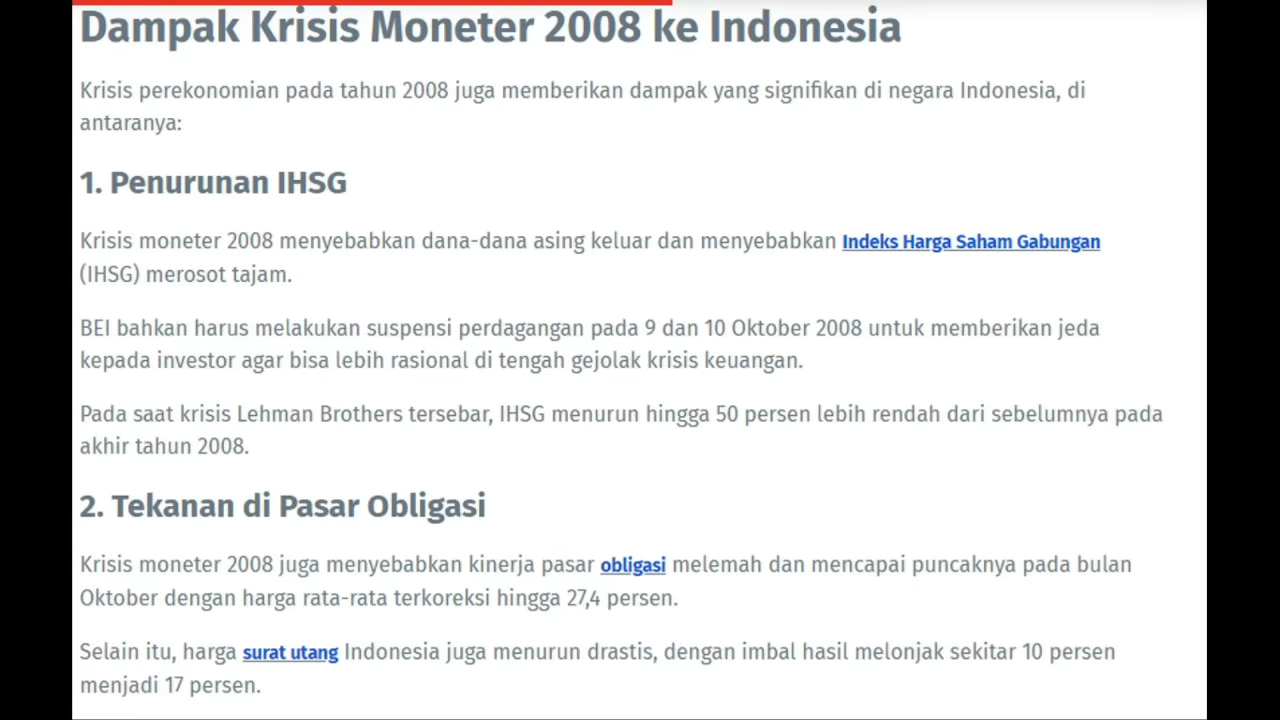 Dampak Krisis Moneter 2008 ke Indonesia
Krisis perekonomian pada tahun 2008 juga memberikan dampak yang signifikan di negara Indonesia, di
antaranya:
1. Penurunan IHSG
Krisis moneter 2008 menyebabkan dana-dana asing keluar dan menyebabkan Indeks Harga Saham Gabungan
(IHSG) merosot tajam.
BEI bahkan harus melakukan suspensi perdagangan pada 9 dan 10 Oktober 2008 untuk memberikan jeda
kepada investor agar bisa lebih rasional di tengah gejolak krisis keuangan.
Pada saat krisis Lehman Brothers tersebar, IHSG menurun hingga 50 persen lebih rendah dari sebelumnya pada
akhir tahun 2008.
2. Tekanan di Pasar Obligasi
Krisis moneter 2008 juga menyebabkan kinerja pasar obligasi melemah dan mencapai puncaknya pada bulan
Oktober dengan harga rata-rata terkoreksi hingga 27,4 persen.
Selain itu, harga surat utang Indonesia juga menurun drastis, dengan imbal hasil melonjak sekitar 10 persen
menjadi 17 persen.